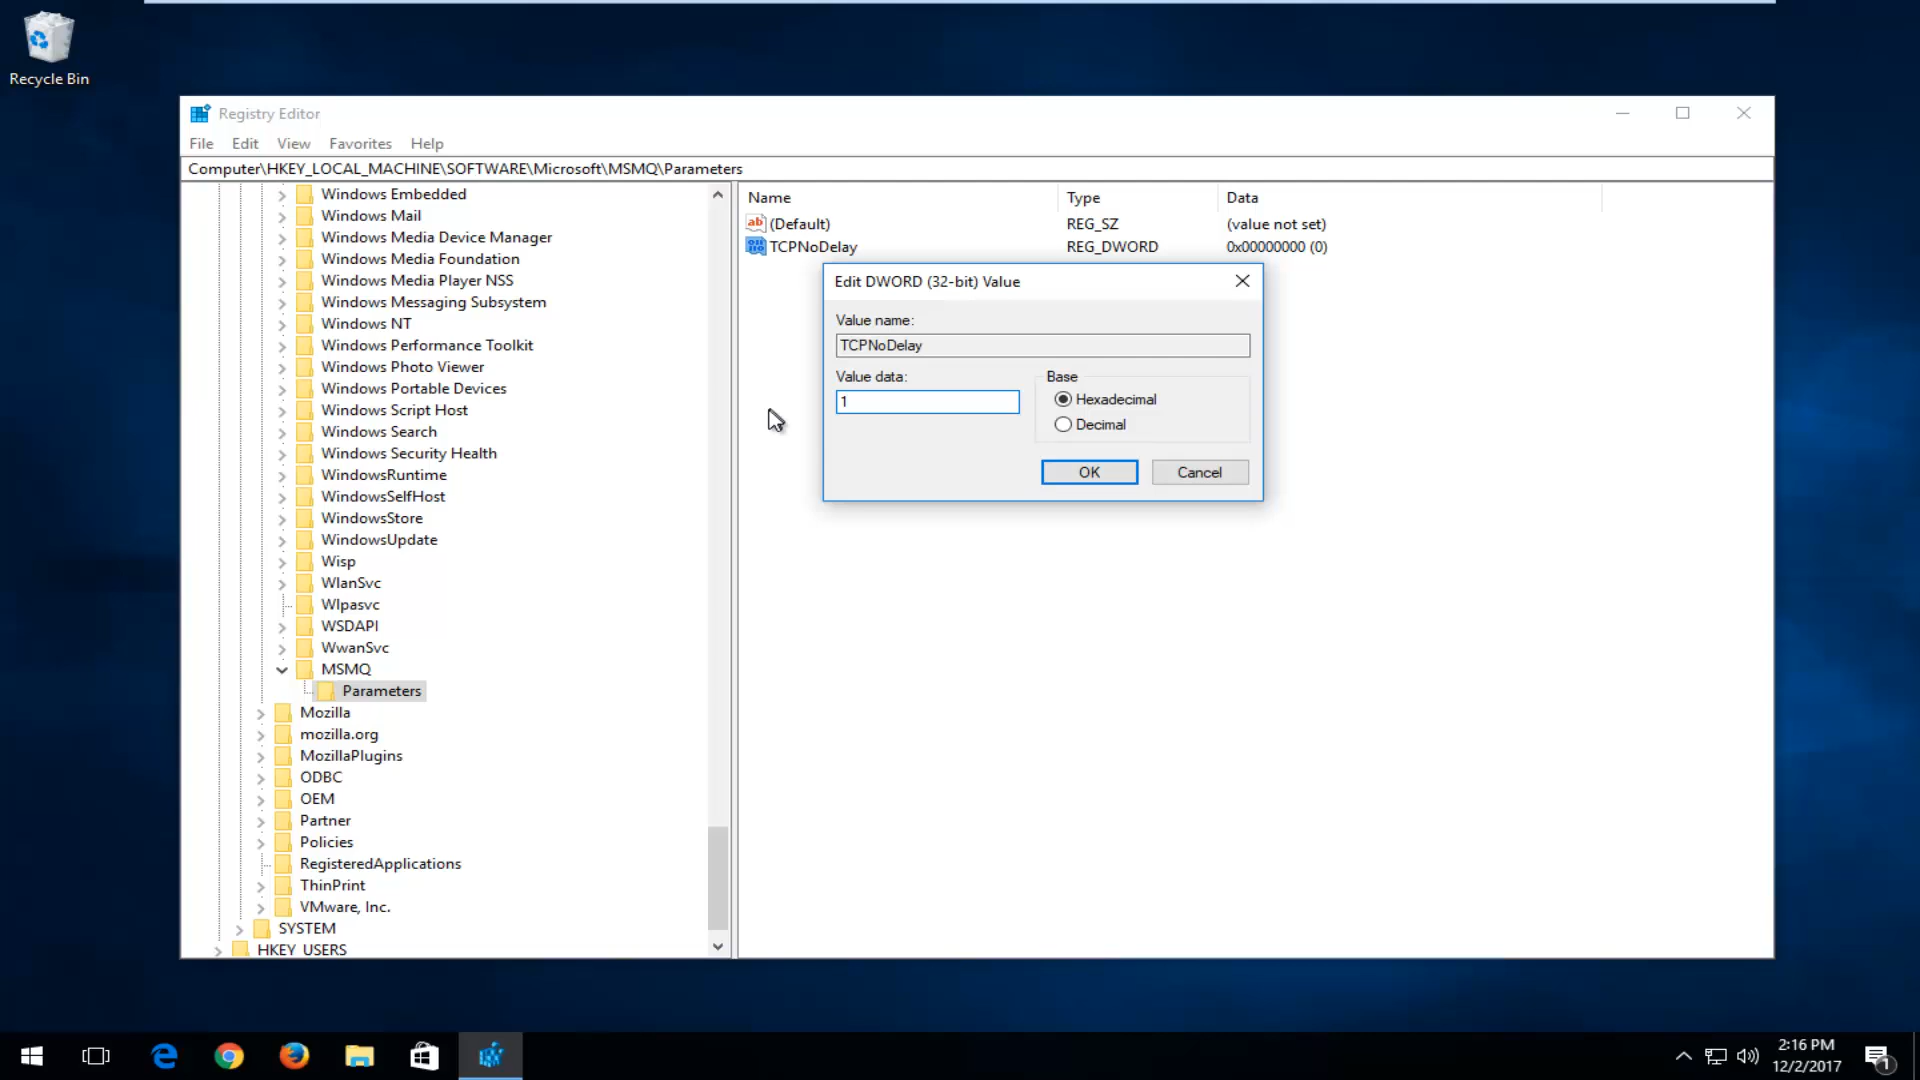 Recycle Bin
Registry Editor
File Edit View Favorites Help
Computer\HKEY_LOCAL_MACHINE\SOFTWARE\Microsoft\MSMQ\Parameters
Windows Embedded
Windows Mail
Windows Media Device Manager
Windows Media Foundation
Windows Media Player NSS
Windows Messaging Subsystem
Windows NT
Windows Performance Toolkit
Windows Photo Viewer
Windows Portable Devices
Windows Script Host
Windows Search
Windows Security Health
WindowsRuntime
WindowsSelfHost
WindowsStore
WindowsUpdate
Wisp
WlanSvc
Wlpasvc
WSDAPI
WwanSvc
MSMQ
Parameters
Mozilla
mozilla.org
MozillaPlugins
ODBC
OEM
Partner
Policies
RegisteredApplications
ThinPrint
VMware, Inc.
SYSTEM
HKEY_USERS
Name Type Data
ab (Default) REG_SZ (value not set)
TCPNoDelay REG_DWORD 0x00000000 (0)
Edit DWORD (32-bit) Value
Value name:
TCPNoDelay
Value data:
1
Base
Hexadecimal
Decimal
OK Cancel
2:16 PM
12/2/2017
1